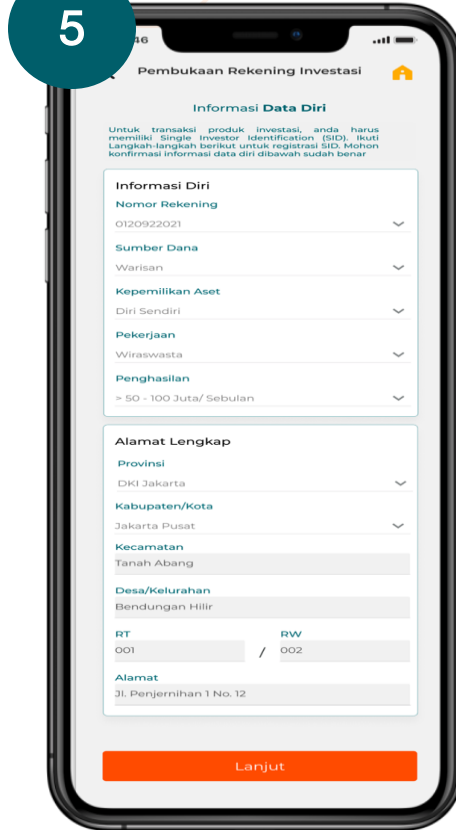 5
46
Pembukaan Rekening Investasi
Informasi Data Diri
Untuk transaksi produk investasi, anda harus
memiliki Single Investor Identification (SID). Ikuti
Langkah-langkah berikut untuk registrasi SID. Mohon
konfirmasi informasi data diri dibawah sudah benar
Informasi Diri
Nomor Rekening
0120922021
Sumber Dana
Warisan
Kepemilikan Aset
Diri Sendiri
Pekerjaan
Wiraswasta
Penghasilan
> 50 - 100 Juta/ Sebulan
Alamat Lengkap
Provinsi
DKI Jakarta
Kabupaten/Kota
Jakarta Pusat
Kecamatan
Tanah Abang
Desa/Kelurahan
Bendungan Hilir
RT RW
001 / 002
Alamat
Jl. Penjernihan 1 No. 12
Lanjut